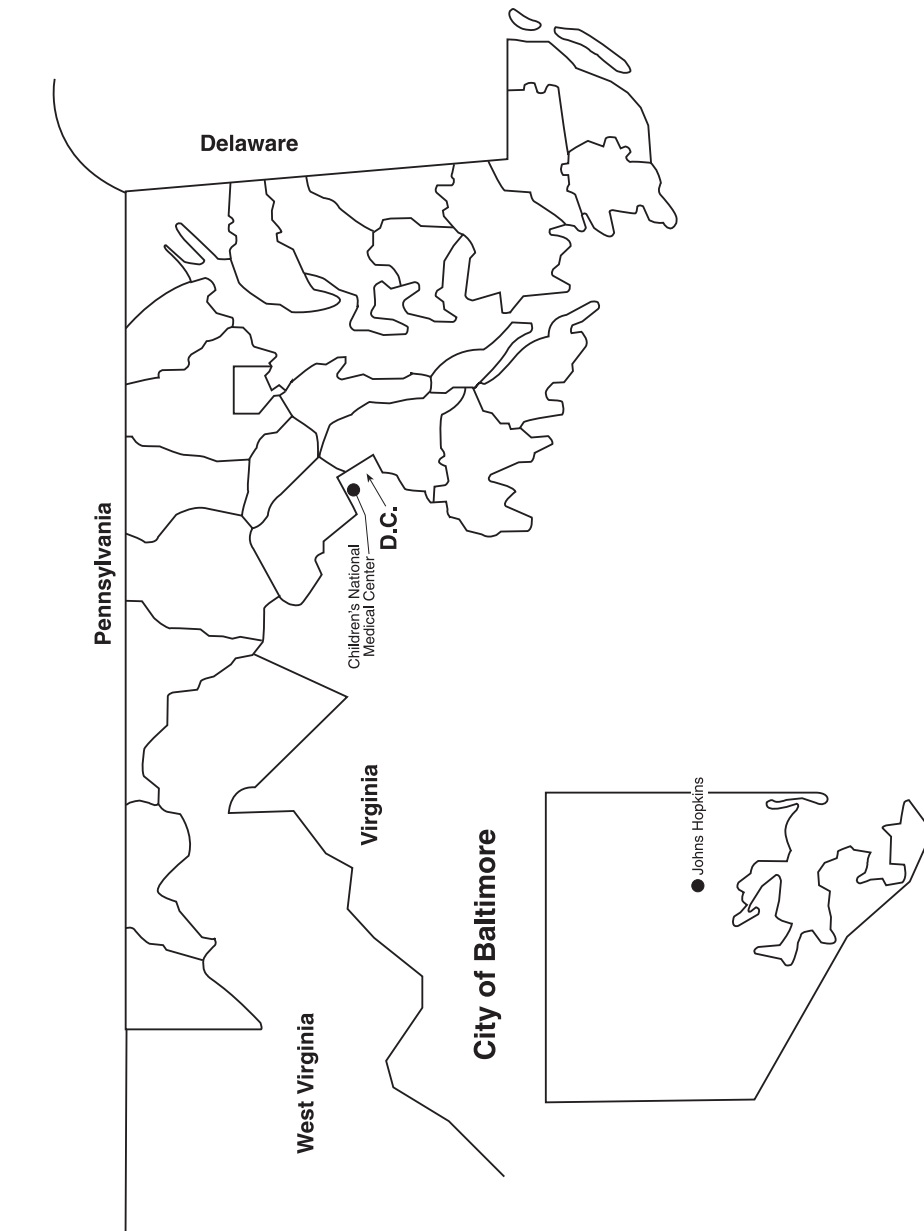 Pennsylvania
Delaware
West Virginia
Virginia
Children's National
Medical Center
D.C.
City of Baltimore
Johns Hopkins